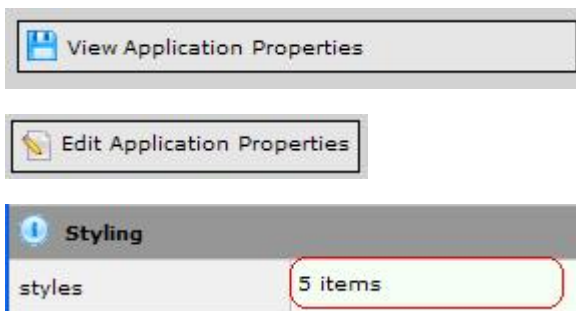 View Application Properties
Edit Application Properties
Styling
styles 5 items